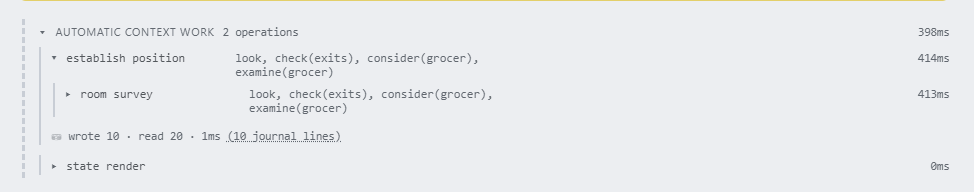 ▾ AUTOMATIC CONTEXT WORK 2 operations 398ms
▾ establish position look, check(exits), consider(grocer), 414ms
examine(grocer)
▸ room survey look, check(exits), consider(grocer), 413ms
examine(grocer)
wrote 10 · read 20 · 1ms (10 journal lines)
▸ state render 0ms